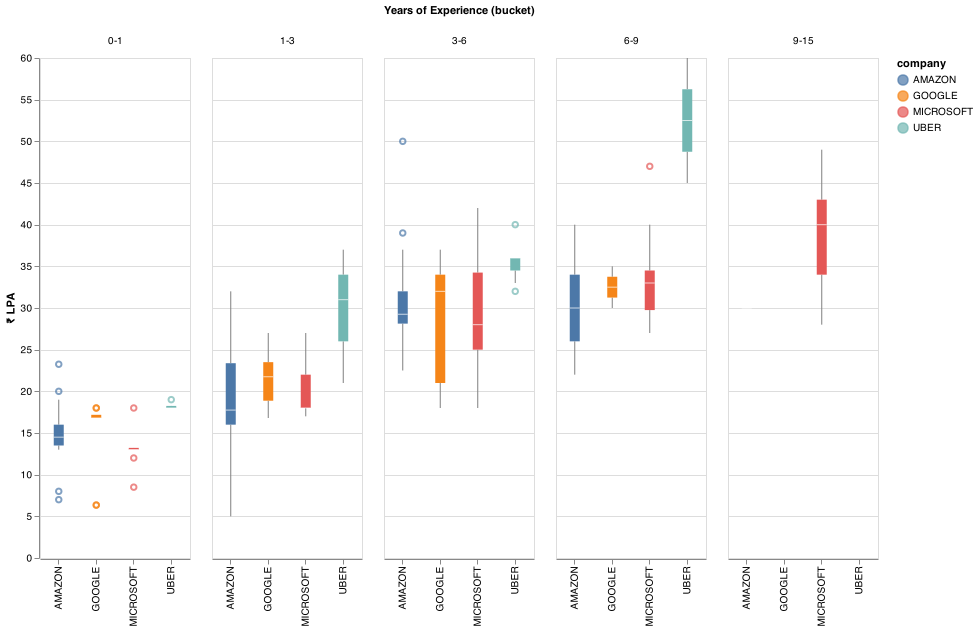 Years of Experience (bucket)
0-1 1-3 3-6 6-9 9-15
company
AMAZON
GOOGLE
MICROSOFT
UBER
₹ LPA
60
55
50
45
40
35
30
25
20
15
10
5
0
AMAZON GOOGLE MICROSOFT UBER AMAZON GOOGLE MICROSOFT UBER AMAZON GOOGLE MICROSOFT UBER AMAZON GOOGLE MICROSOFT UBER AMAZON GOOGLE MICROSOFT UBER